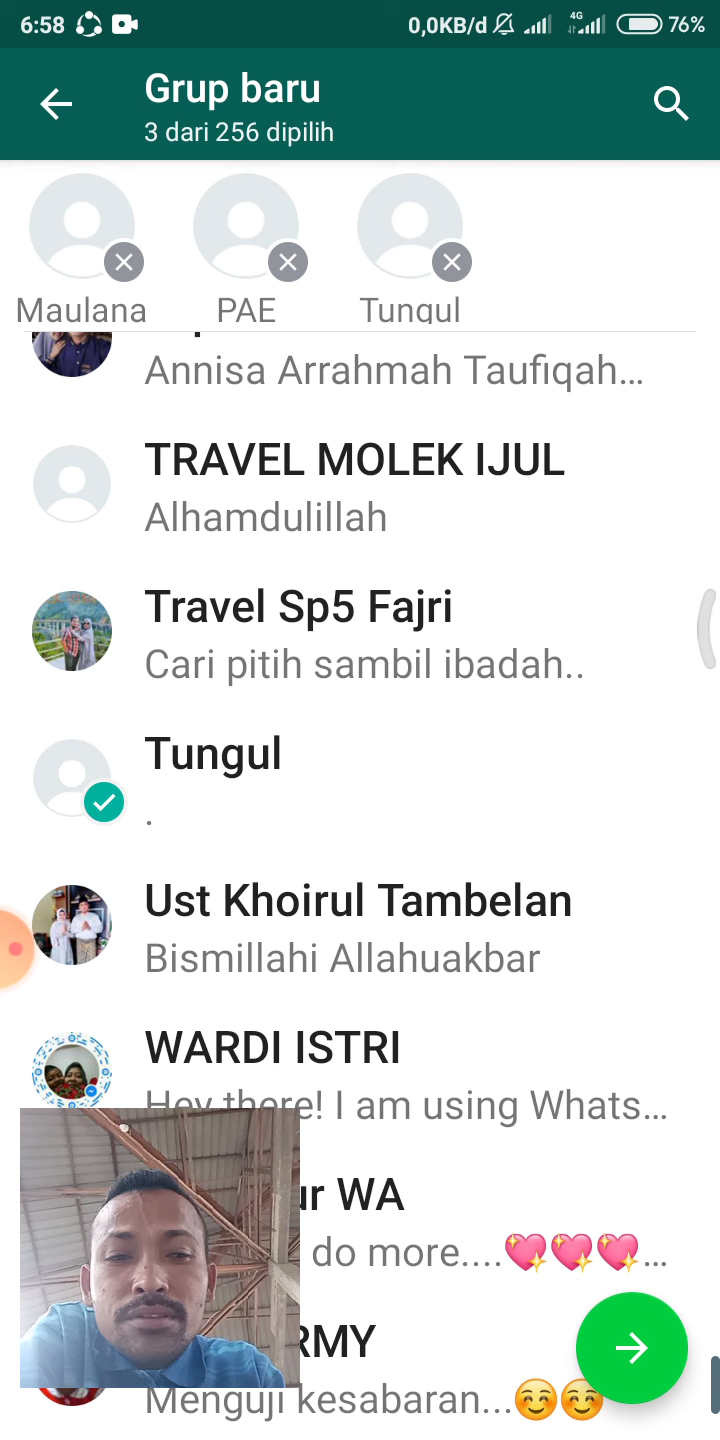 6:58 0,0KB/d 4G 76%
Grup baru
3 dari 256 dipilih
Maulana PAE Tungul
Annisa Arrahmah Taufiqah...
TRAVEL MOLEK IJUL
Alhamdulillah
Travel Sp5 Fajri
Cari pitih sambil ibadah..
Tungul
.
Ust Khoirul Tambelan
Bismillahi Allahuakbar
WARDI ISTRI
Hey there! I am using Whats...
WA
do more....💖💖💖...
Menguji kesabaran...☺️☺️